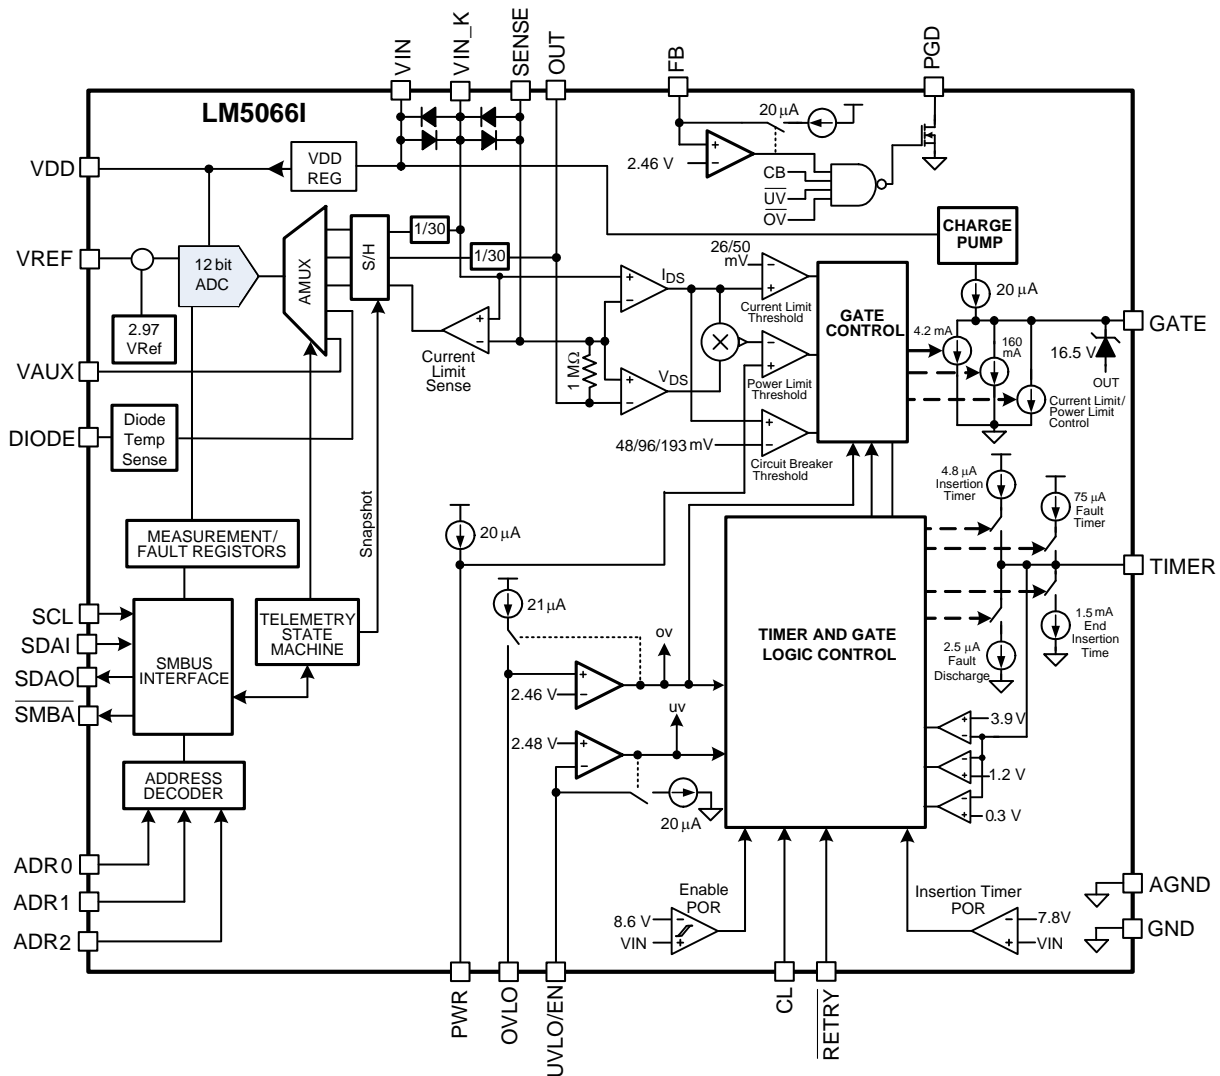 VIN
VIN_K
SENSE
OUT
FB
PGD
LM5066I
20 µA
VDD
VDD
REG
2.46 V
CB
UV
OV
1/30
CHARGE
PUMP
VREF
12 bit
ADC
AMUX
S/H
1/30
26/50
mV
IDS
Current Limit
Threshold
GATE
CONTROL
20 µA
2.97
VRef
Current
Limit
Sense
1 MΩ
VDS
Power Limit
Threshold
4.2 mA
160
mA
16.5 V
OUT
GATE
VAUX
Current Limit/
Power Limit
Control
DIODE
Diode
Temp
Sense
48/96/193 mV
Circuit Breaker
Threshold
4.8 µA
Insertion
Timer
75 µA
Fault
Timer
Snapshot
20 µA
MEASUREMENT/
FAULT REGISTORS
TIMER
SCL
SDAI
SDAO
SMBA
SMBUS
INTERFACE
TELEMETRY
STATE
MACHINE
21 µA
ov
2.46 V
uv
2.48 V
20 µA
TIMER AND GATE
LOGIC CONTROL
1.5 mA
End
Insertion
Time
2.5 µA
Fault
Discharge
3.9 V
1.2 V
0.3 V
ADDRESS
DECODER
ADR0
ADR1
ADR2
Enable
POR
8.6 V
VIN
Insertion Timer
POR
7.8V
VIN
AGND
GND
PWR
OVLO
UVLO/EN
CL
RETRY